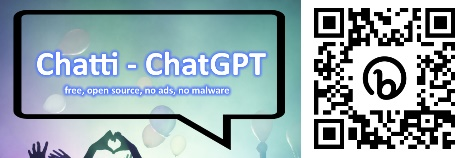 Chatti - ChatGPT
free, open source, no ads, no malware